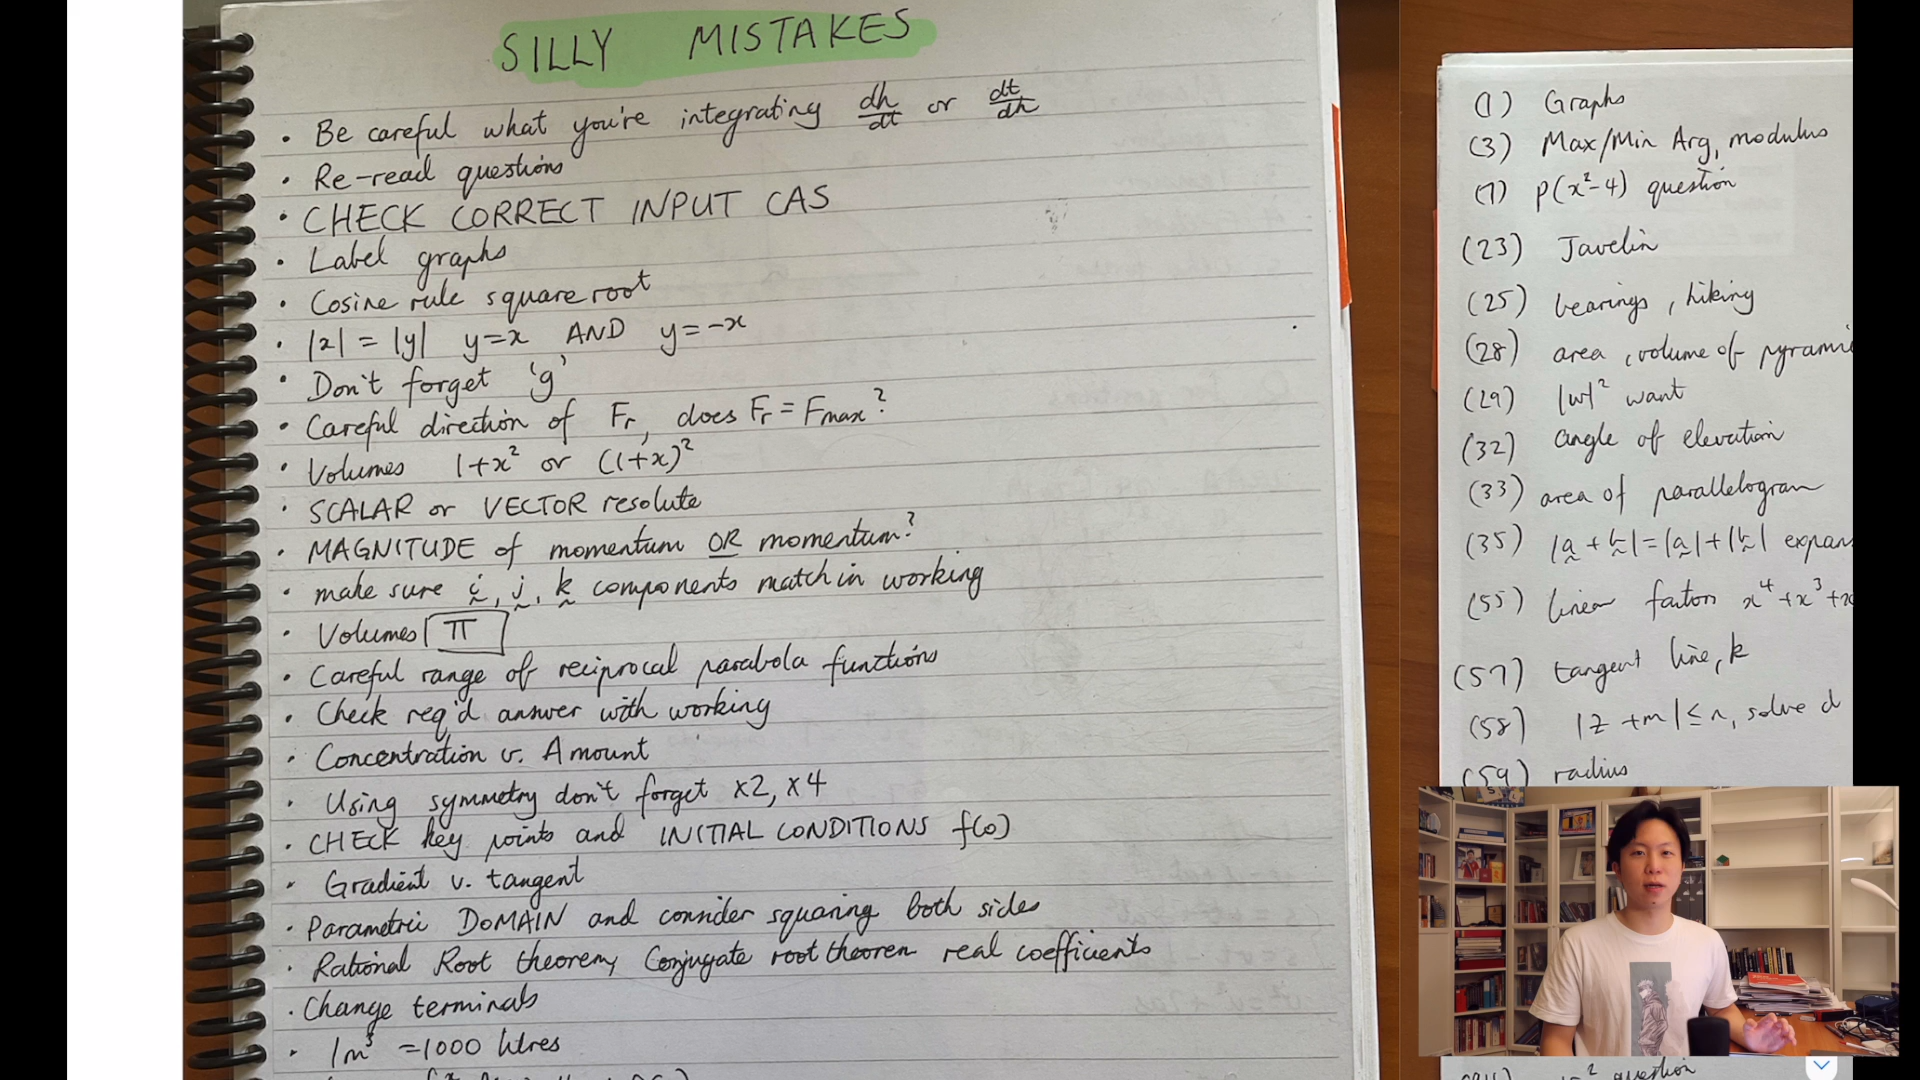 SILLY MISTAKES
• Be careful what you're integrating dh/dt or dt/dh
• Re-read questions
• CHECK CORRECT INPUT CAS
• Label graphs
• Cosine rule square root
• |x| = |y| y=x AND y=-x
• Don't forget 'g'
• Careful direction of Fr, does Fr = Fmax?
• Volumes 1+x² or (1+x)²
• SCALAR or VECTOR resolute
• MAGNITUDE of momentum OR momentum?
• make sure i, j, k components match in working
• Volumes π
• Careful range of reciprocal parabola functions
• Check req'd answer with working
• Concentration v. Amount
• Using symmetry don't forget x2, x4
• CHECK key points and INITIAL CONDITIONS f(0)
• Gradient v. tangent
• Parametric DOMAIN and consider squaring both sides
• Rational Root theorem, Conjugate root theorem real coefficients
• Change terminals
• 1m³ = 1000 litres
(1) Graphs
(3) Max/Min Arg, modulus
(7) p(x²-4) question
(23) Javelin
(25) bearings, hiking
(28) area, volume of pyrami
(29) |w|² want
(32) angle of elevation
(33) area of parallelogram
(35) |a + b| = |a| + |b| expan
(55) linear factors x⁴+x³+
(57) tangent line, k
(58) |z + m| ≤ n, solve
(59) radius
question